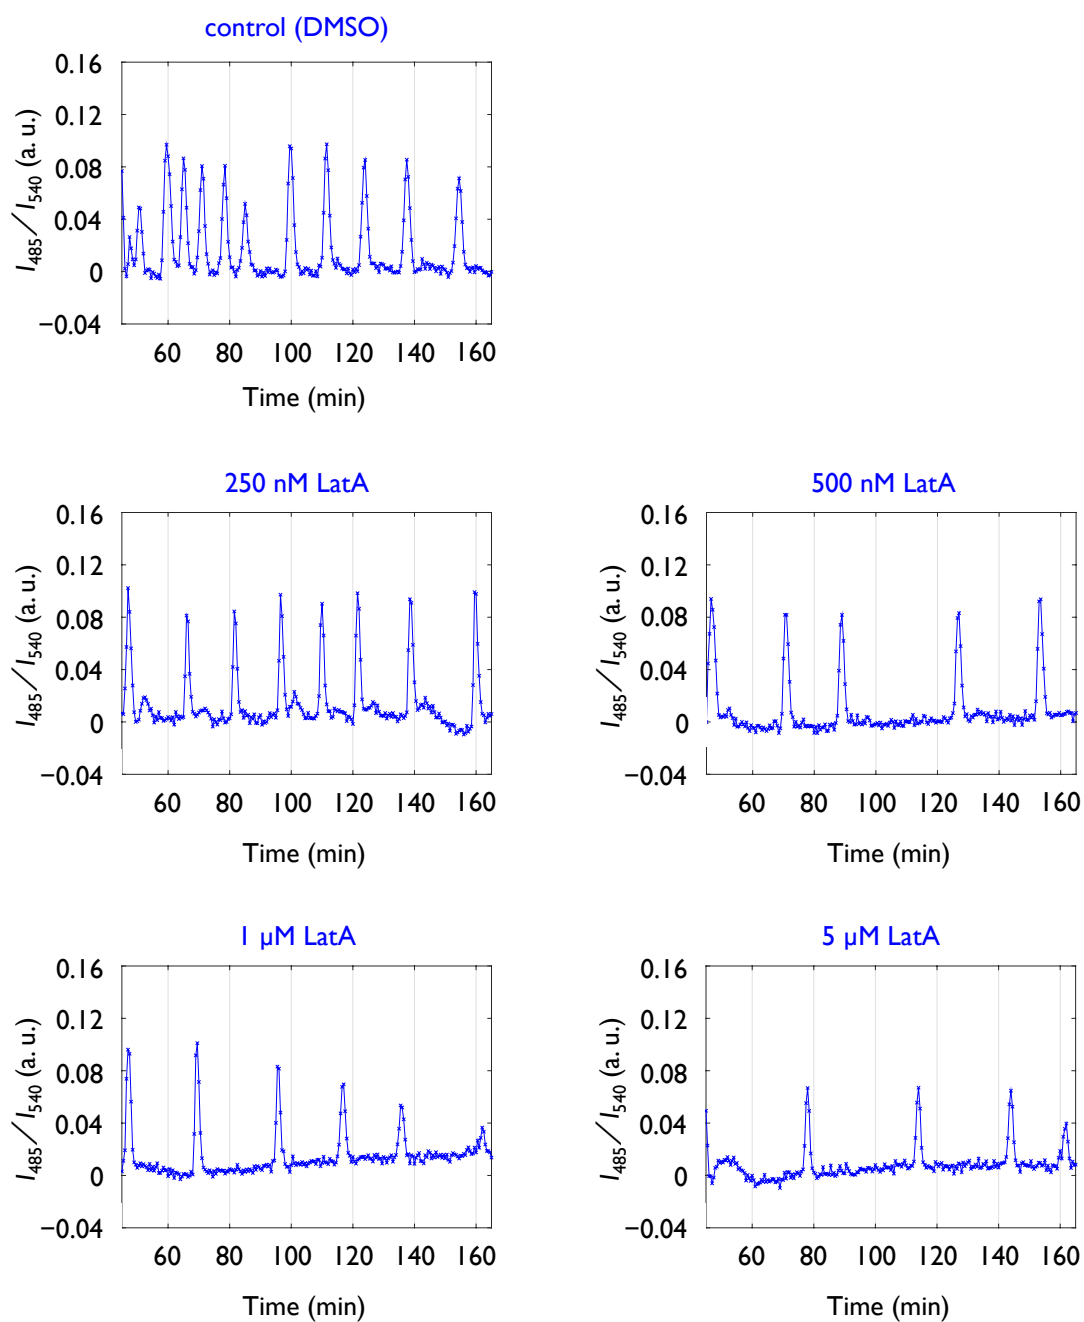 control (DMSO)
0.16
0.12
0.08
0.04
0
−0.04
I485/I540 (a. u.)
60 80 100 120 140 160
Time (min)
250 nM LatA
0.16
0.12
0.08
0.04
0
−0.04
I485/I540 (a. u.)
60 80 100 120 140 160
Time (min)
500 nM LatA
0.16
0.12
0.08
0.04
0
−0.04
I485/I540 (a. u.)
60 80 100 120 140 160
Time (min)
1 µM LatA
0.16
0.12
0.08
0.04
0
−0.04
I485/I540 (a. u.)
60 80 100 120 140 160
Time (min)
5 µM LatA
0.16
0.12
0.08
0.04
0
−0.04
I485/I540 (a. u.)
60 80 100 120 140 160
Time (min)